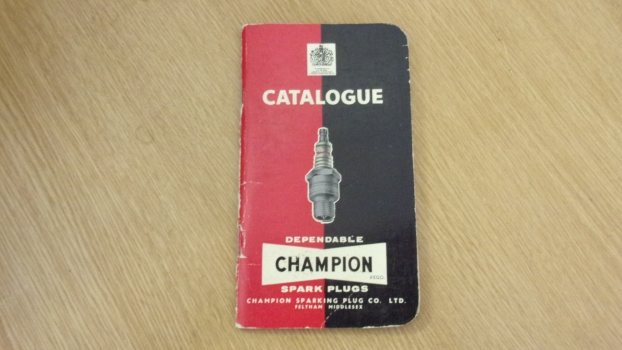 CATALOGUE
DEPENDABLE
CHAMPION
SPARK PLUGS
CHAMPION SPARKING PLUG CO. LTD.
FELTHAM MIDDLESEX